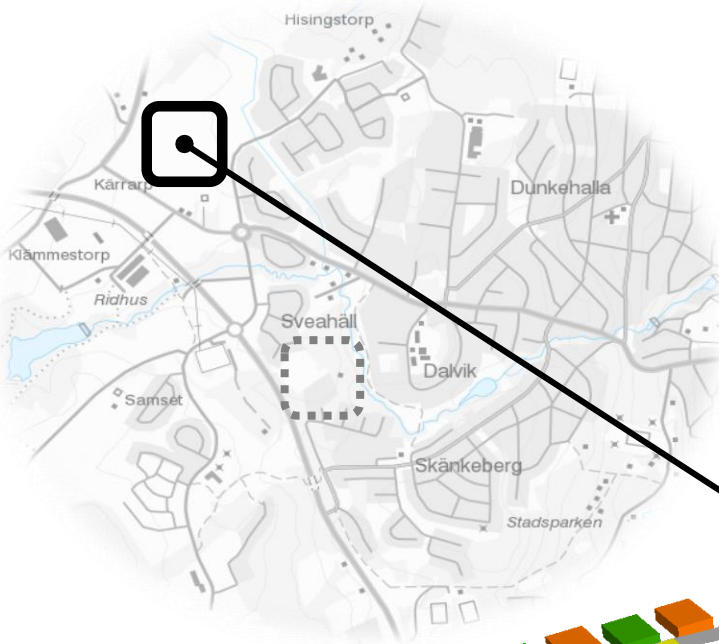 Hisingstorp
Kärrarp
Dunkehalla
Klämmestorp
Ridhus
Sveahäll
Dalvik
Samset
Skänkeberg
Stadsparken